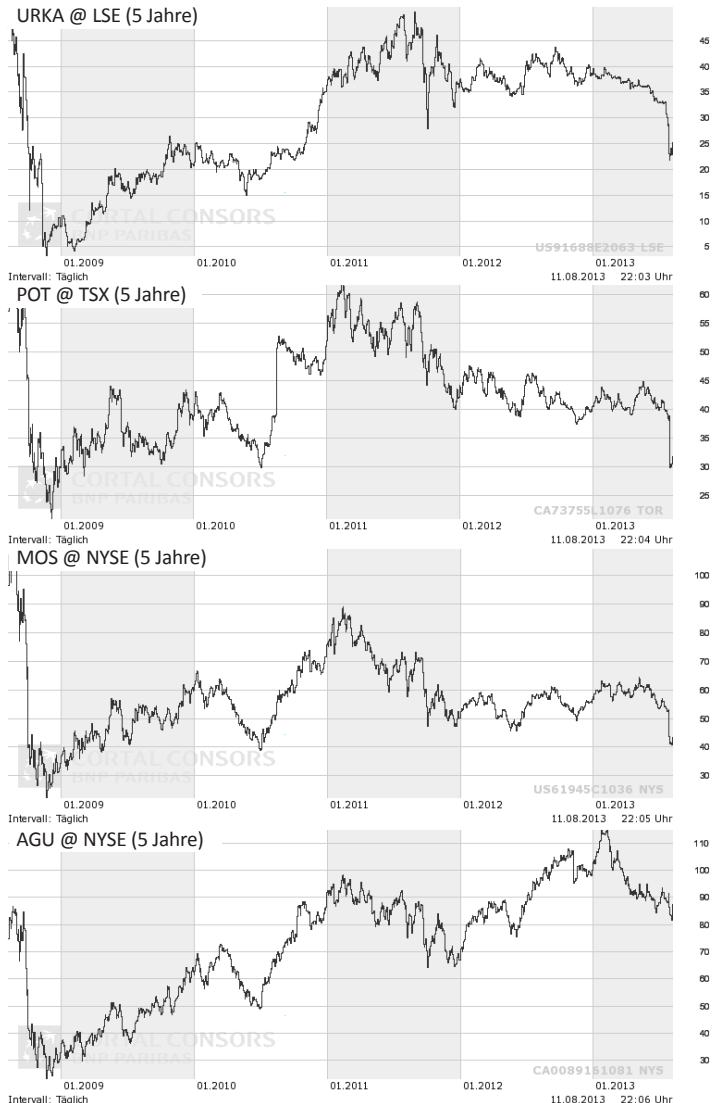 URKA @ LSE (5 Jahre)
45
40
35
30
25
20
15
10
5
CORTAL CONSORS
BNP PARIBAS
US91688E2063 LSE
01.2009 01.2010 01.2011 01.2012 01.2013
Intervall: Täglich 11.08.2013 22:03 Uhr
POT @ TSX (5 Jahre)
60
55
50
45
40
35
30
25
CORTAL CONSORS
BNP PARIBAS
CA73755L1076 TOR
01.2009 01.2010 01.2011 01.2012 01.2013
Intervall: Täglich 11.08.2013 22:04 Uhr
MOS @ NYSE (5 Jahre)
100
90
80
70
60
50
40
30
CORTAL CONSORS
BNP PARIBAS
US61945C1036 NYS
01.2009 01.2010 01.2011 01.2012 01.2013
Intervall: Täglich 11.08.2013 22:05 Uhr
AGU @ NYSE (5 Jahre)
110
100
90
80
70
60
50
40
30
CORTAL CONSORS
BNP PARIBAS
CA0089161081 NYS
01.2009 01.2010 01.2011 01.2012 01.2013
Intervall: Täglich 11.08.2013 22:06 Uhr